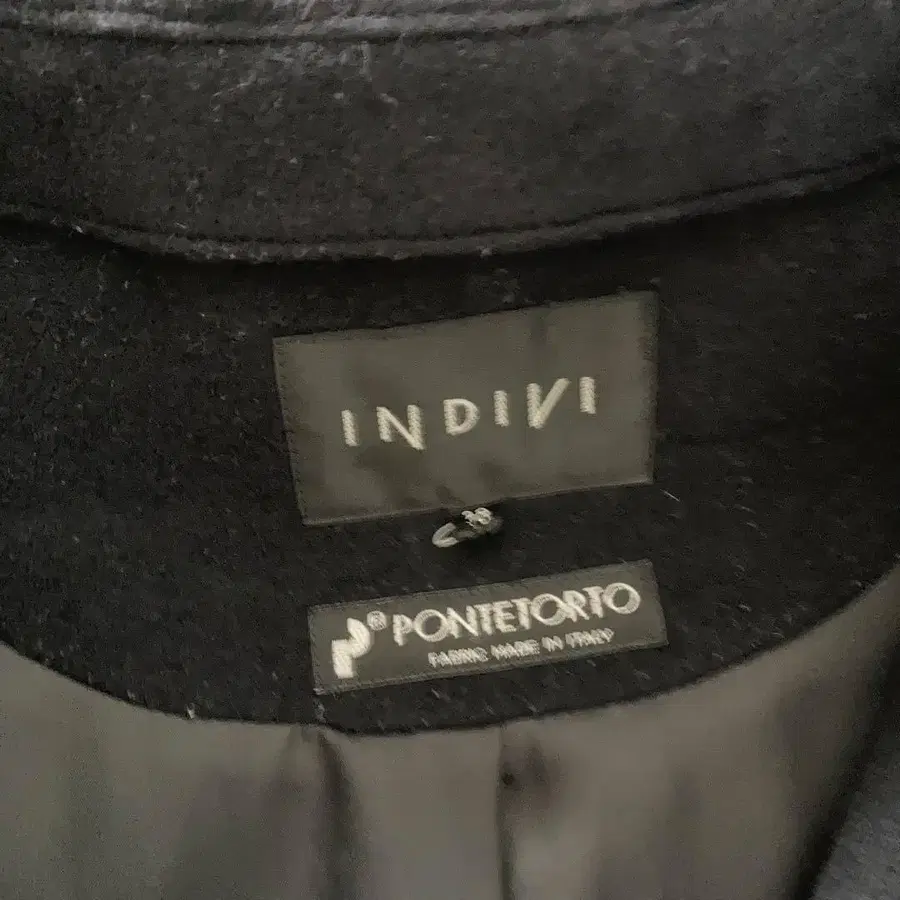 INDIVI
® PONTETORTO
FABRIC MADE IN ITALY